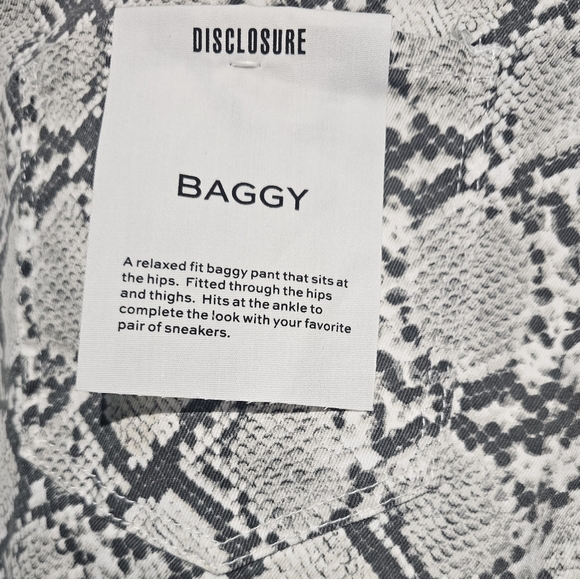 DISCLOSURE
BAGGY
A relaxed fit baggy pant that sits at
the hips. Fitted through the hips
and thighs. Hits at the ankle to
complete the look with your favorite
pair of sneakers.